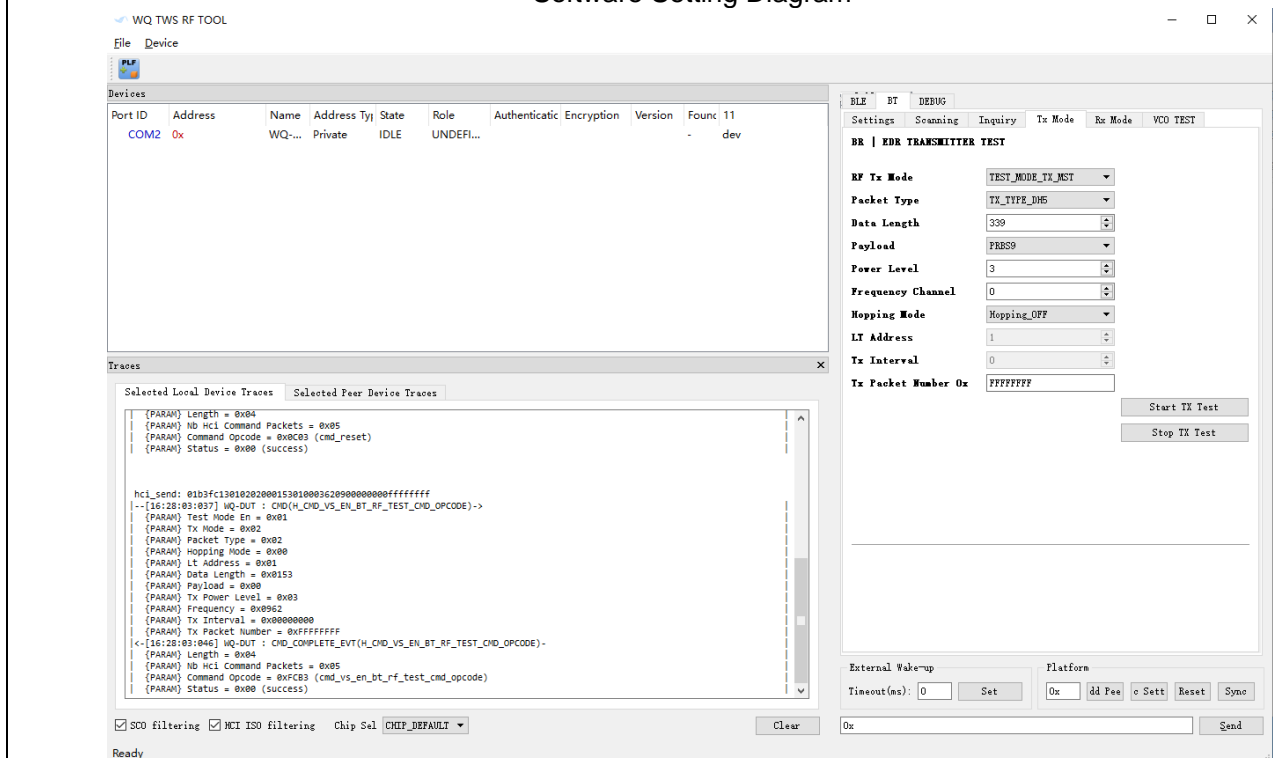 Software Setting Diagram
WQ TWS RF TOOL
File Device
PLF
Devices
Port ID Address Name Address Ty State Role Authenticatic Encryption Version Founc 11
COM2 0x WQ-... Private IDLE UNDEFI... - dev
Traces
Selected Local Device Traces Selected Peer Device Traces
| {PARAM} Length = 0x04 |
| {PARAM} Nb Hci Command Packets = 0x05 |
| {PARAM} Command Opcode = 0x0C03 (cmd_reset) |
| {PARAM} Status = 0x00 (success) |
hci_send: 01b3fc13010202000153010003620900000000ffffffff
|--[16:28:03:037] WQ-DUT : CMD(H_CMD_VS_EN_BT_RF_TEST_CMD_OPCODE)->
| {PARAM} Test Mode En = 0x01 |
| {PARAM} Tx Mode = 0x02 |
| {PARAM} Packet Type = 0x02 |
| {PARAM} Hopping Mode = 0x00 |
| {PARAM} Lt Address = 0x01 |
| {PARAM} Data Length = 0x0153 |
| {PARAM} Payload = 0x00 |
| {PARAM} Tx Power Level = 0x03 |
| {PARAM} Frequency = 0x0962 |
| {PARAM} Tx Interval = 0x00000000 |
| {PARAM} Tx Packet Number = 0xFFFFFFFF |
|<-[16:28:03:046] WQ-DUT : CMD_COMPLETE_EVT(H_CMD_VS_EN_BT_RF_TEST_CMD_OPCODE)-
| {PARAM} Length = 0x04 |
| {PARAM} Nb Hci Command Packets = 0x05 |
| {PARAM} Command Opcode = 0xFCB3 (cmd_vs_en_bt_rf_test_cmd_opcode) |
| {PARAM} Status = 0x00 (success) |
SCO filtering HCI ISO filtering Chip Sel CHIP_DEFAULT Clear
Ready
BLE BT DEBUG
Settings Scanning Inquiry Tx Mode Rx Mode VCO TEST
BR | EDR TRANSMITTER TEST
RF Tx Mode TEST_MODE_TX_MST
Packet Type TX_TYPE_DH5
Data Length 339
Payload PRBS9
Power Level 3
Frequency Channel 0
Hopping Mode Hopping_OFF
LT Address 1
Tx Interval 0
Tx Packet Number 0x FFFFFFFF
Start TX Test
Stop TX Test
External Wake-up Platform
Timeout(ms): 0 Set 0x dd Pee c Sett Reset Sync
0x Send